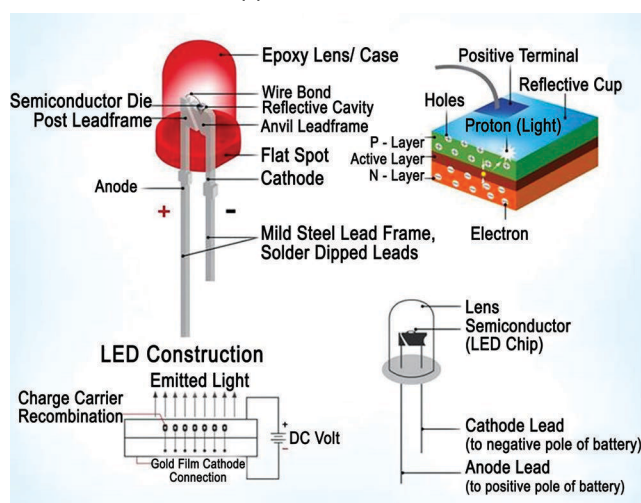 Epoxy Lens/ Case
Wire Bond
Reflective Cavity
Semiconductor Die
Post Leadframe
Anvil Leadframe
Flat Spot
Anode
Cathode
+
-
Mild Steel Lead Frame,
Solder Dipped Leads
Positive Terminal
Reflective Cup
Holes
Proton (Light)
P - Layer
Active Layer
N - Layer
Electron
LED Construction
Emitted Light
Charge Carrier
Recombination
+
DC Volt
-
Gold Film Cathode
Connection
Lens
Semiconductor
(LED Chip)
Cathode Lead
(to negative pole of battery)
Anode Lead
(to positive pole of battery)